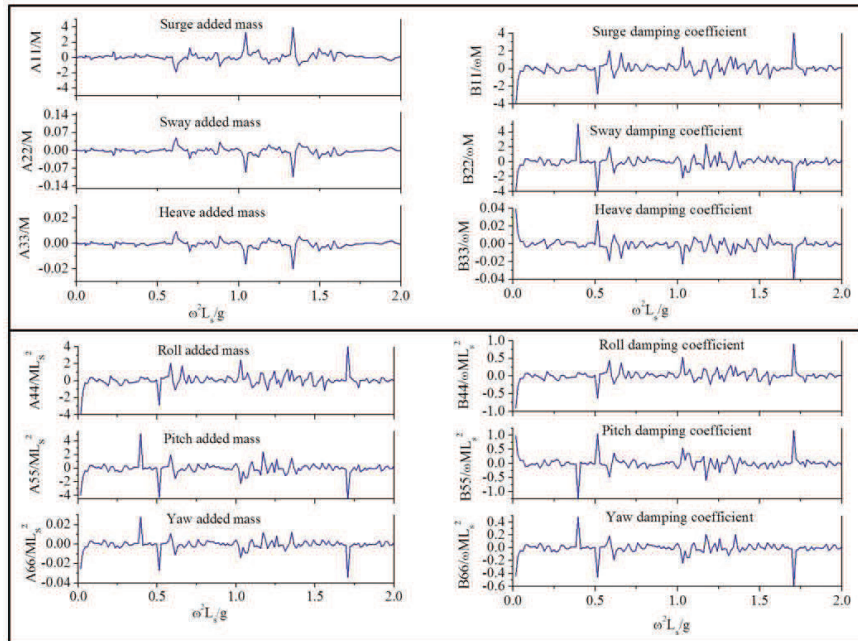 Surge added mass
A11/M
4
2
0
-2
-4
Sway added mass
A22/M
0.14
0.07
0.00
-0.07
-0.14
Heave added mass
A33/M
0.02
0.00
-0.02
0.0 0.5 1.0 1.5 2.0
ω²Lₛ/g
Surge damping coefficient
B11/ωM
4
2
0
-2
-4
Sway damping coefficient
B22/ωM
4
2
0
-2
-4
Heave damping coefficient
B33/ωM
0.04
0.02
0.00
-0.02
-0.04
0.0 0.5 1.0 1.5 2.0
ω²Lₛ/g
Roll added mass
A44/MLₛ²
4
2
0
-2
-4
Pitch added mass
A55/MLₛ²
4
2
0
-2
-4
Yaw added mass
A66/MLₛ²
0.02
0.00
-0.02
-0.04
0.0 0.5 1.0 1.5 2.0
ω²Lₛ/g
Roll damping coefficient
B44/ωMLₛ²
1.0
0.5
0.0
-0.5
-1.0
Pitch damping coefficient
B55/ωMLₛ²
1.0
0.5
0.0
-0.5
-1.0
Yaw damping coefficient
B66/ωMLₛ²
0.4
0.2
0.0
-0.2
-0.4
-0.6
0.0 0.5 1.0 1.5 2.0
ω²Lₛ/g